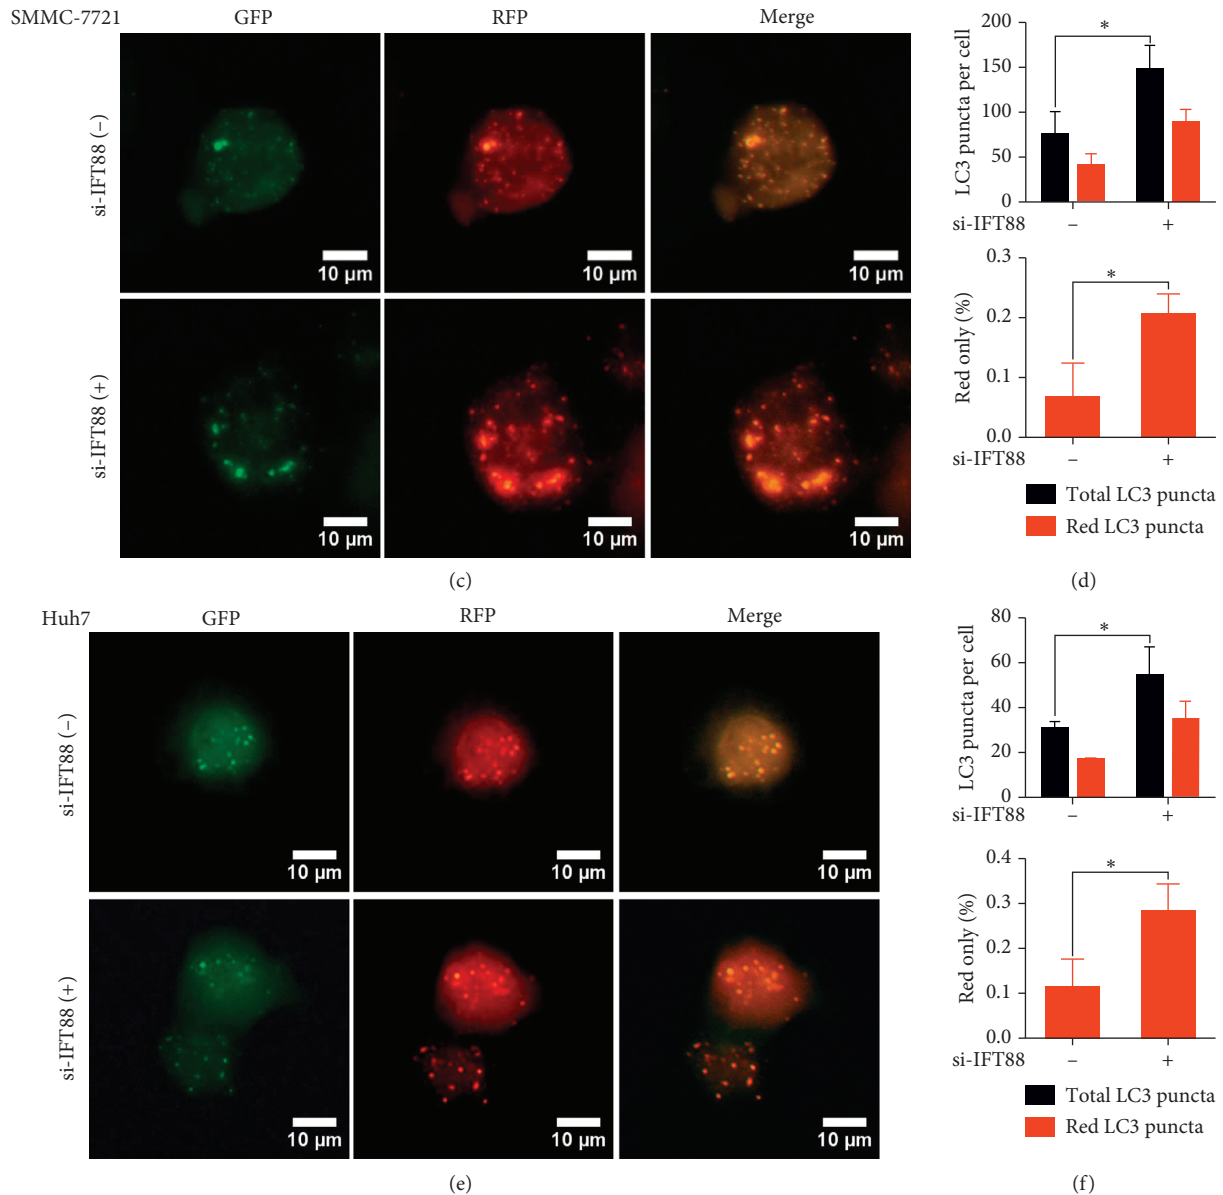 SMMC-7721
GFP
RFP
Merge
si-IFT88 (–)
10 µm
10 µm
10 µm
si-IFT88 (+)
10 µm
10 µm
10 µm
(c)
LC3 puncta per cell
200
150
100
50
0
*
si-IFT88 – +
Red only (%)
0.3
0.2
0.1
0.0
*
si-IFT88 – +
Total LC3 puncta
Red LC3 puncta
(d)
Huh7
GFP
RFP
Merge
si-IFT88 (–)
10 µm
10 µm
10 µm
si-IFT88 (+)
10 µm
10 µm
10 µm
(e)
LC3 puncta per cell
80
60
40
20
0
*
si-IFT88 – +
Red only (%)
0.4
0.3
0.2
0.1
0.0
*
si-IFT88 – +
Total LC3 puncta
Red LC3 puncta
(f)